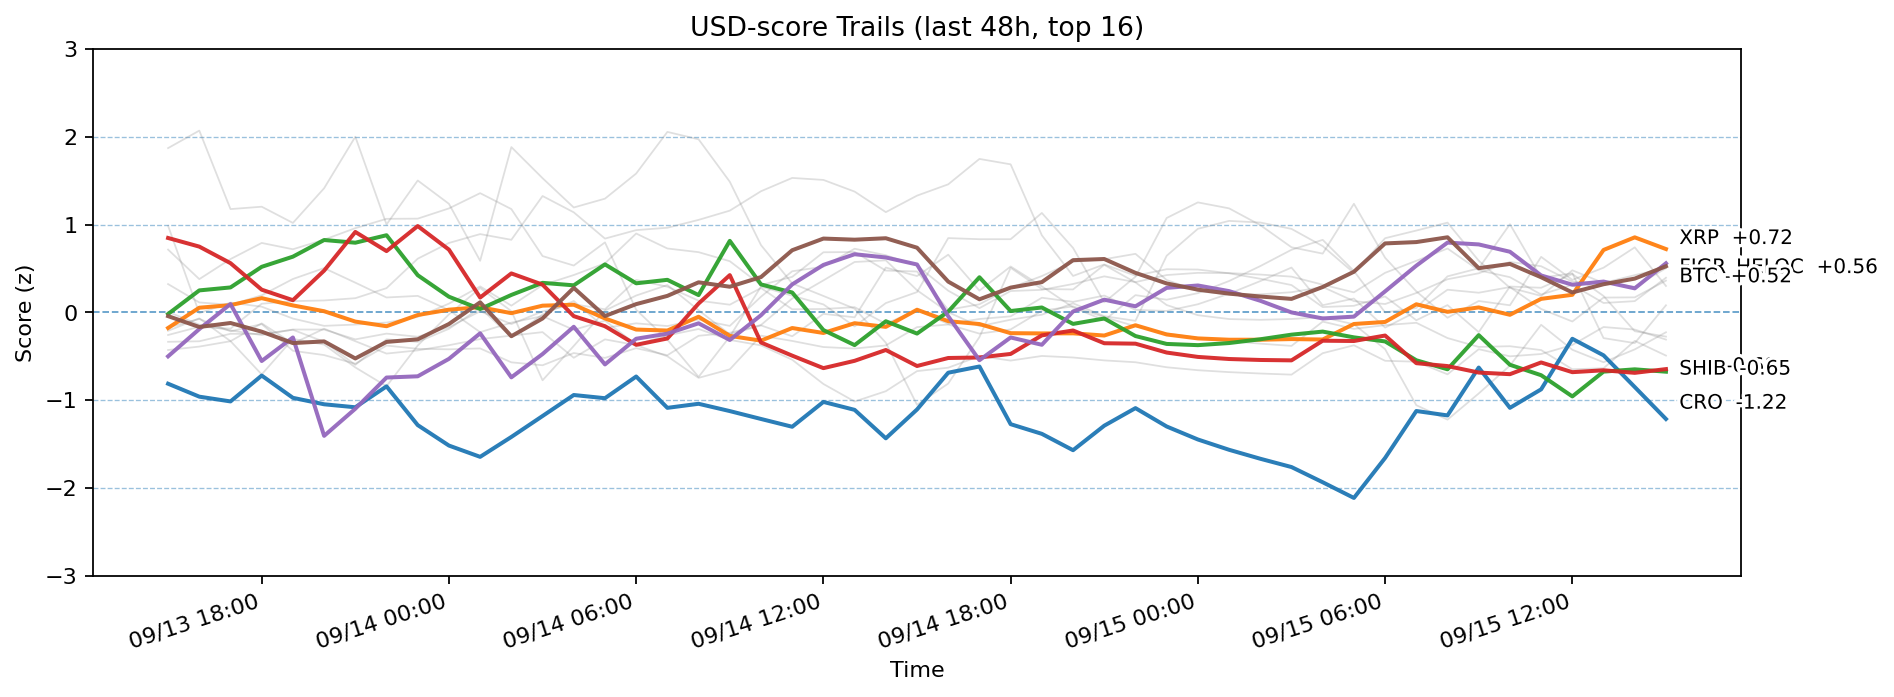 USD-score Trails (last 48h, top 16)
Score (z)
3
2
1
0
−1
−2
−3
XRP +0.72
HELOC +0.56
BTC +0.52
SHIB -0.65
CRO -1.22
09/13 18:00
09/14 00:00
09/14 06:00
09/14 12:00
09/14 18:00
09/15 00:00
09/15 06:00
09/15 12:00
Time